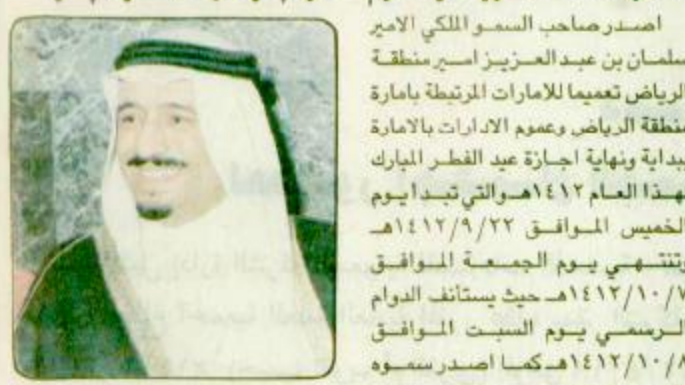 اصدر صاحب السمو الملكي الامير
سلمان بن عبد العزيز امير منطقة
الرياض تعميما للامارات المرتبطة بامارة
منطقة الرياض وعموم الادارات بالامارة
ببداية ونهاية اجازة عيد الفطر المبارك
لهذا العام ١٤١٢هـ والتي تبدا يوم
الخميس الموافق ١٤١٢/٩/٢٢هـ
وتنتهي يوم الجمعة الموافق
١٤١٢/١٠/٧هـ حيث يستانف الدوام
الرسمي يوم السبت الموافق
١٤١٢/١٠/٨هـ كما اصدر سموه